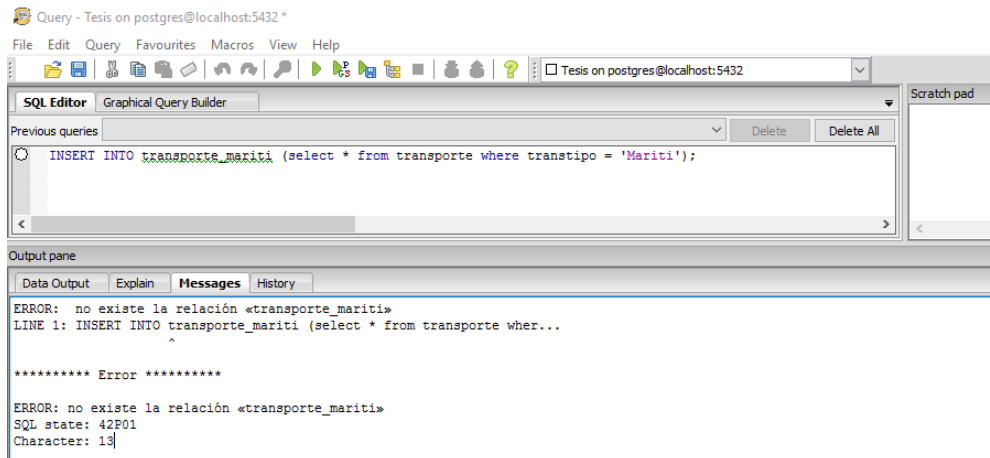 Query - Tesis on postgres@localhost:5432 *
File Edit Query Favourites Macros View Help
Tesis on postgres@localhost:5432
SQL Editor Graphical Query Builder
Scratch pad
Previous queries Delete Delete All
INSERT INTO transporte_mariti (select * from transporte where transtipo = 'Mariti');
Output pane
Data Output Explain Messages History
ERROR:  no existe la relación «transporte_mariti»
LINE 1: INSERT INTO transporte_mariti (select * from transporte wher...
^
********** Error **********
ERROR: no existe la relación «transporte_mariti»
SQL state: 42P01
Character: 13